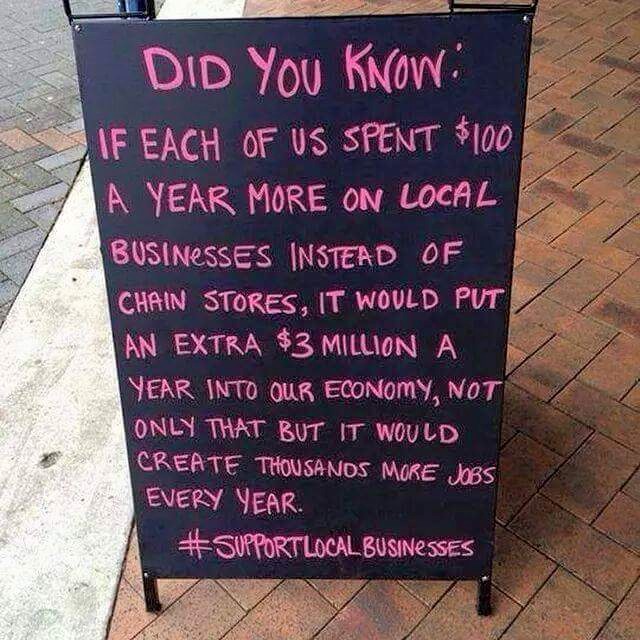 DID YOU KNOW:
IF EACH OF US SPENT $100
A YEAR MORE ON LOCAL
BUSINeSSES INSTEAD OF
CHAIN STORES, IT WOULD PUT
AN EXTRA $3 MILLION A
YEAR INTO OUR ECONOMY, NOT
ONLY THAT BUT IT WOULD
CREATE THOUSANDS MORE JOBS
EVERY YEAR.
#SUPPORTLOCALBUSINeSSES